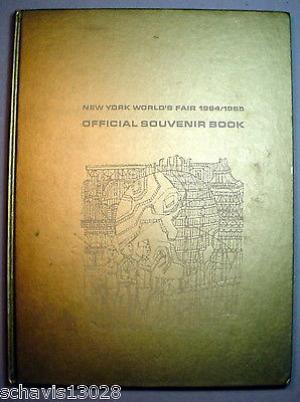 NEW YORK WORLD'S FAIR 1964/1965
OFFICIAL SOUVENIR BOOK
schavis13028